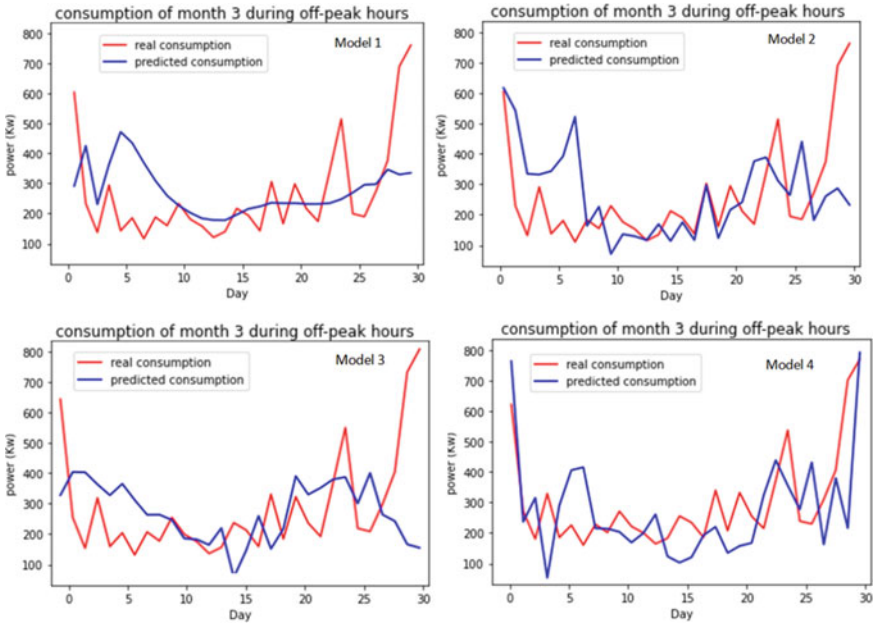 consumption of month 3 during off-peak hours
real consumption
predicted consumption
Model 1
power (Kw)
800
700
600
500
400
300
200
100
0
5
10
15
20
25
30
Day
consumption of month 3 during off-peak hours
real consumption
predicted consumption
Model 2
power (Kw)
800
700
600
500
400
300
200
100
0
5
10
15
20
25
30
Day
consumption of month 3 during off-peak hours
real consumption
predicted consumption
Model 3
power (Kw)
800
700
600
500
400
300
200
100
0
5
10
15
20
25
30
Day
consumption of month 3 during off-peak hours
real consumption
predicted consumption
Model 4
power (Kw)
800
700
600
500
400
300
200
100
0
5
10
15
20
25
30
Day